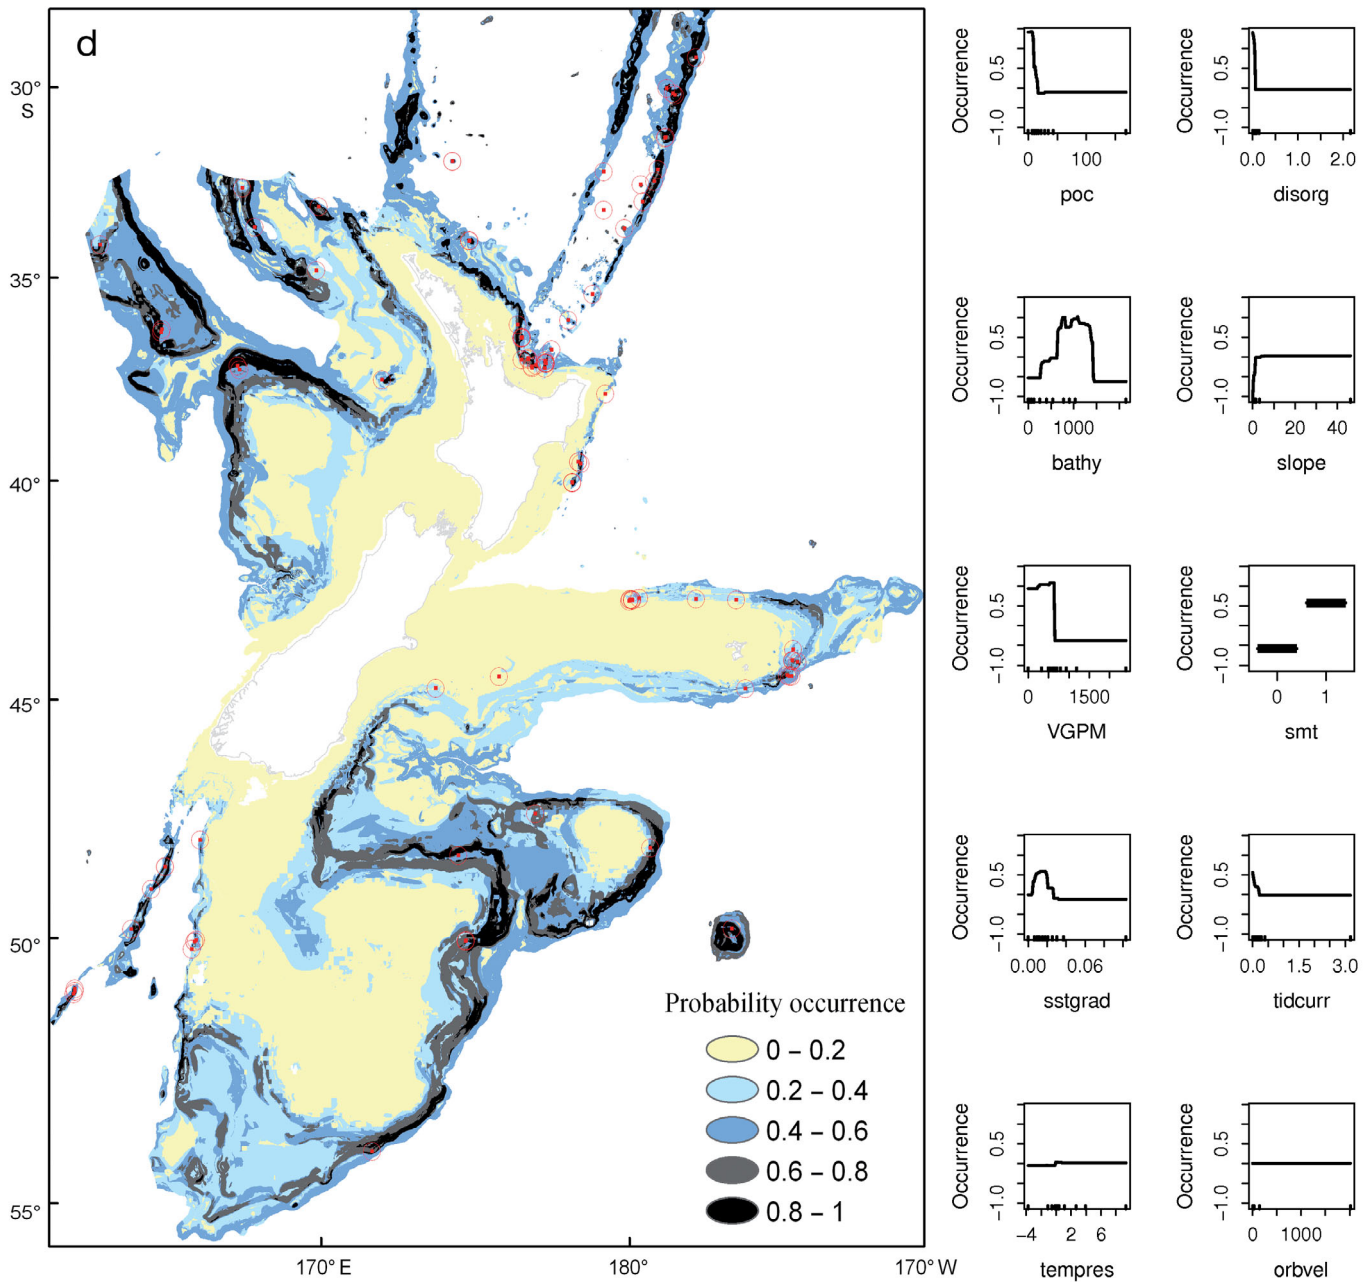 d
30°
S
35°
40°
45°
50°
55°
170° E
180°
170° W
Probability occurrence
0 – 0.2
0.2 – 0.4
0.4 – 0.6
0.6 – 0.8
0.8 – 1
Occurrence
0.5
-1.0
0 100
poc
Occurrence
0.5
-1.0
0.0 1.0 2.0
disorg
Occurrence
0.5
-1.0
0 1000
bathy
Occurrence
0.5
-1.0
0 20 40
slope
Occurrence
0.5
-1.0
0 1500
VGPM
Occurrence
0.5
-1.0
0 1
smt
Occurrence
0.5
-1.0
0.00 0.06
sstgrad
Occurrence
0.5
-1.0
0.0 1.5 3.0
tidcurr
Occurrence
0.5
-1.0
-4 2 6
tempres
Occurrence
0.5
-1.0
0 1000
orbvel